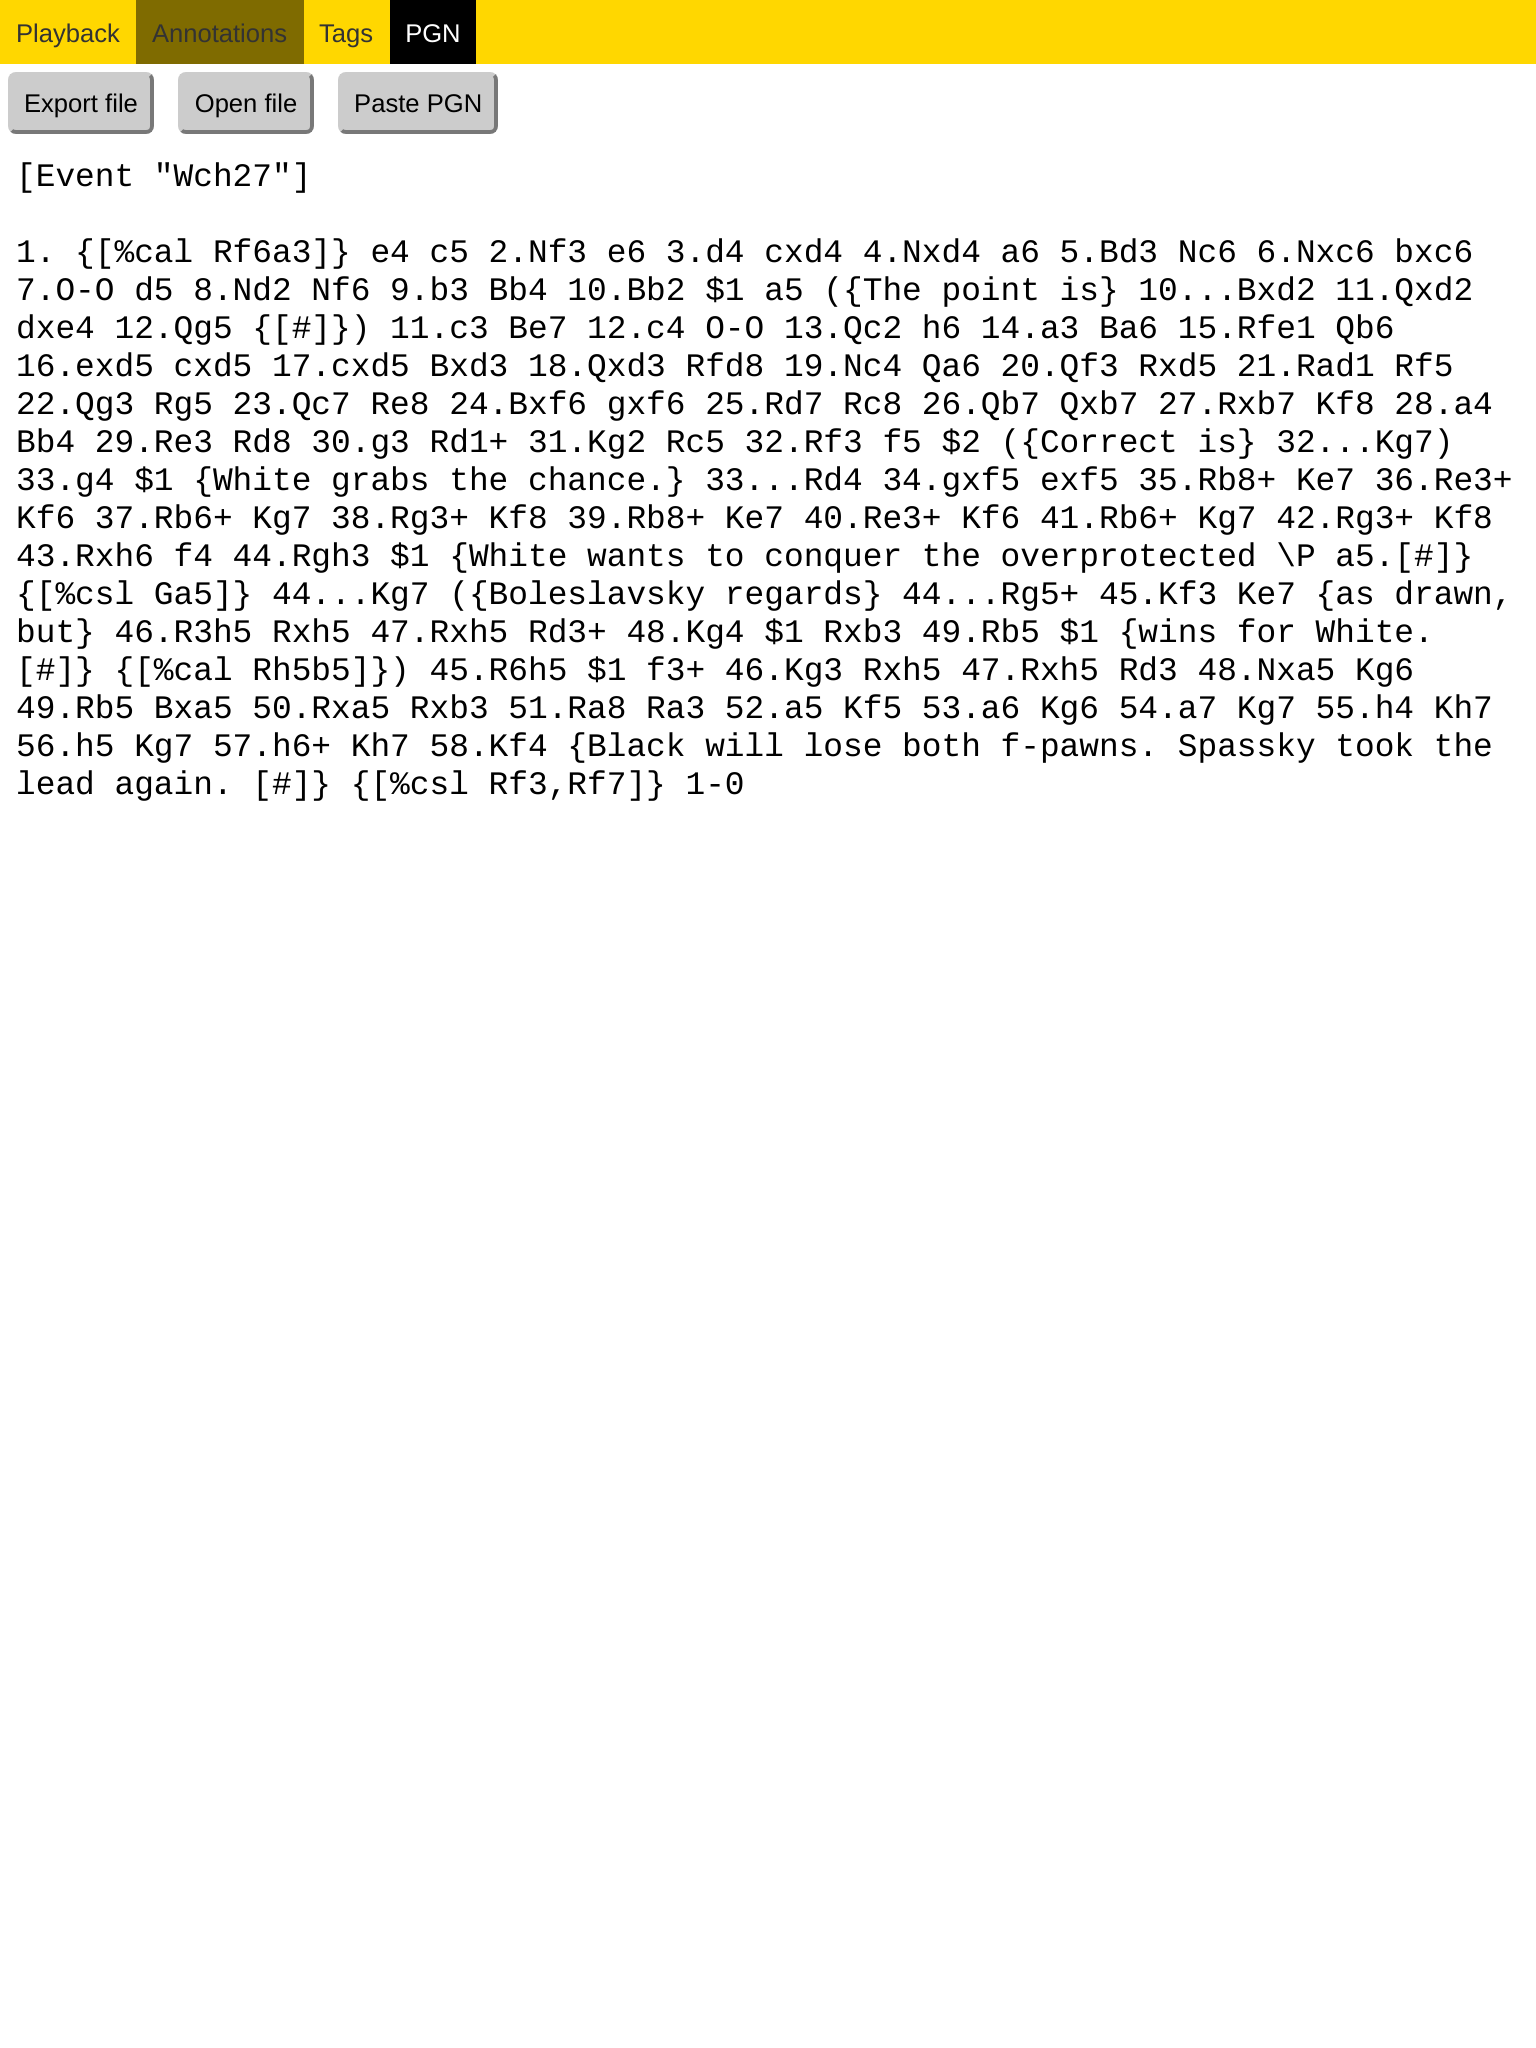 Playback Annotations Tags PGN
Export file Open file Paste PGN
[Event "Wch27"]
1. {[%cal Rf6a3]} e4 c5 2.Nf3 e6 3.d4 cxd4 4.Nxd4 a6 5.Bd3 Nc6 6.Nxc6 bxc6
7.O-O d5 8.Nd2 Nf6 9.b3 Bb4 10.Bb2 $1 a5 ({The point is} 10...Bxd2 11.Qxd2
dxe4 12.Qg5 {[#]}) 11.c3 Be7 12.c4 O-O 13.Qc2 h6 14.a3 Ba6 15.Rfe1 Qb6
16.exd5 cxd5 17.cxd5 Bxd3 18.Qxd3 Rfd8 19.Nc4 Qa6 20.Qf3 Rxd5 21.Rad1 Rf5
22.Qg3 Rg5 23.Qc7 Re8 24.Bxf6 gxf6 25.Rd7 Rc8 26.Qb7 Qxb7 27.Rxb7 Kf8 28.a4
Bb4 29.Re3 Rd8 30.g3 Rd1+ 31.Kg2 Rc5 32.Rf3 f5 $2 ({Correct is} 32...Kg7)
33.g4 $1 {White grabs the chance.} 33...Rd4 34.gxf5 exf5 35.Rb8+ Ke7 36.Re3+
Kf6 37.Rb6+ Kg7 38.Rg3+ Kf8 39.Rb8+ Ke7 40.Re3+ Kf6 41.Rb6+ Kg7 42.Rg3+ Kf8
43.Rxh6 f4 44.Rgh3 $1 {White wants to conquer the overprotected \P a5.[#]}
{[%csl Ga5]} 44...Kg7 ({Boleslavsky regards} 44...Rg5+ 45.Kf3 Ke7 {as drawn,
but} 46.R3h5 Rxh5 47.Rxh5 Rd3+ 48.Kg4 $1 Rxb3 49.Rb5 $1 {wins for White.
[#]} {[%cal Rh5b5]}) 45.R6h5 $1 f3+ 46.Kg3 Rxh5 47.Rxh5 Rd3 48.Nxa5 Kg6
49.Rb5 Bxa5 50.Rxa5 Rxb3 51.Ra8 Ra3 52.a5 Kf5 53.a6 Kg6 54.a7 Kg7 55.h4 Kh7
56.h5 Kg7 57.h6+ Kh7 58.Kf4 {Black will lose both f-pawns. Spassky took the
lead again. [#]} {[%csl Rf3,Rf7]} 1-0